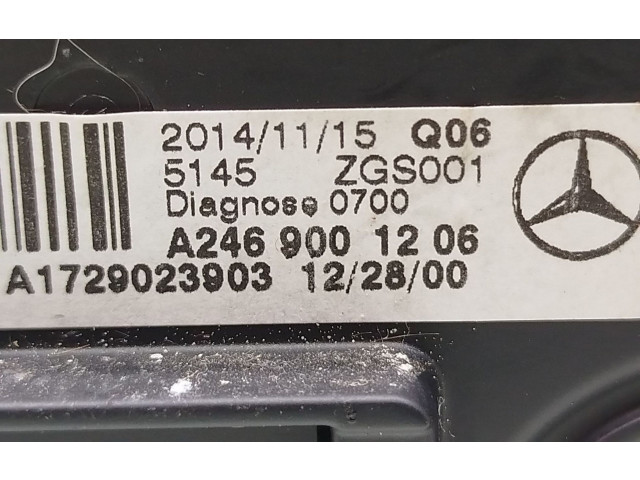 2014/11/15 Q06
5145 ZGS001
Diagnose 0700
A246 900 12 06
A1729023903 12/28/00